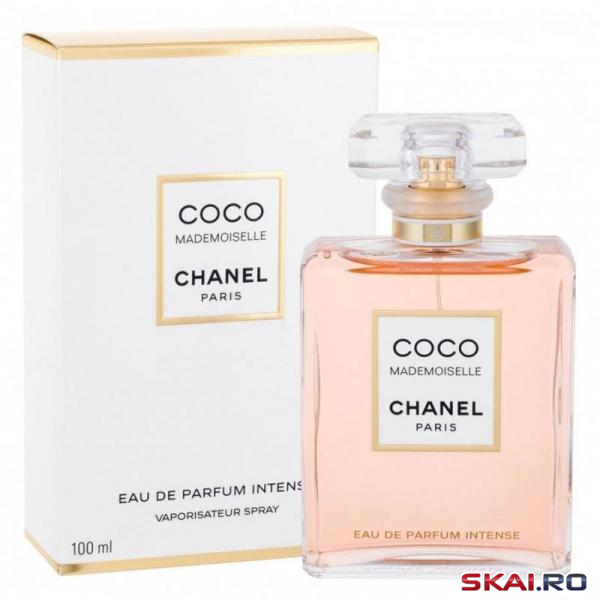 COCO
MADEMOISELLE
CHANEL
PARIS
EAU DE PARFUM INTENS
VAPORISATEUR SPRAY
100 ml
COCO
MADEMOISELLE
CHANEL
PARIS
EAU DE PARFUM INTENSE
SKAI.RO